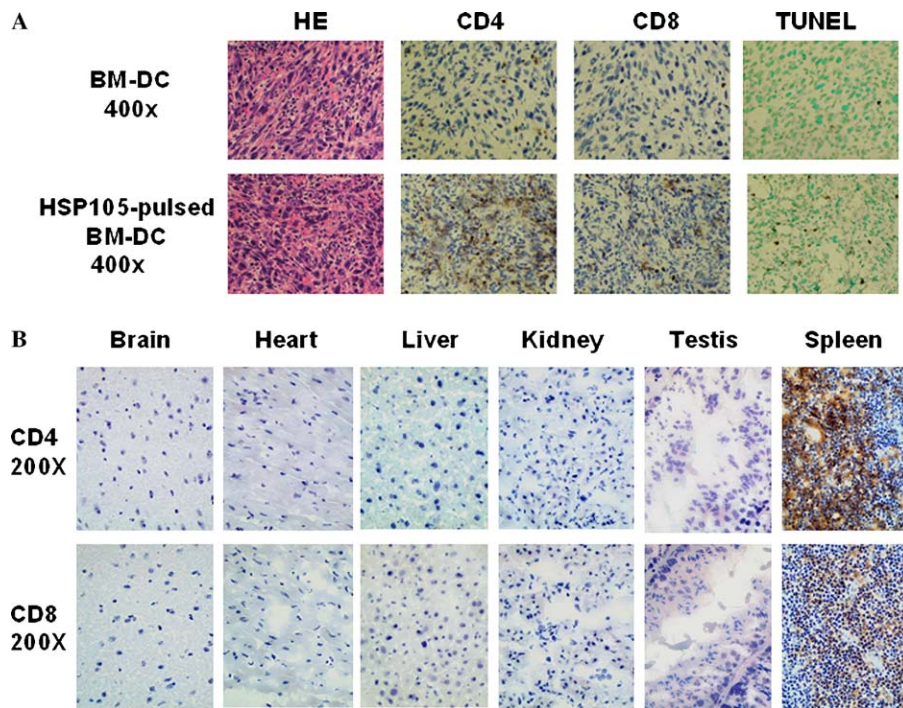 A
HE CD4 CD8 TUNEL
BM-DC
400x
HSP105-pulsed
BM-DC
400x
B
Brain Heart Liver Kidney Testis Spleen
CD4
200X
CD8
200X